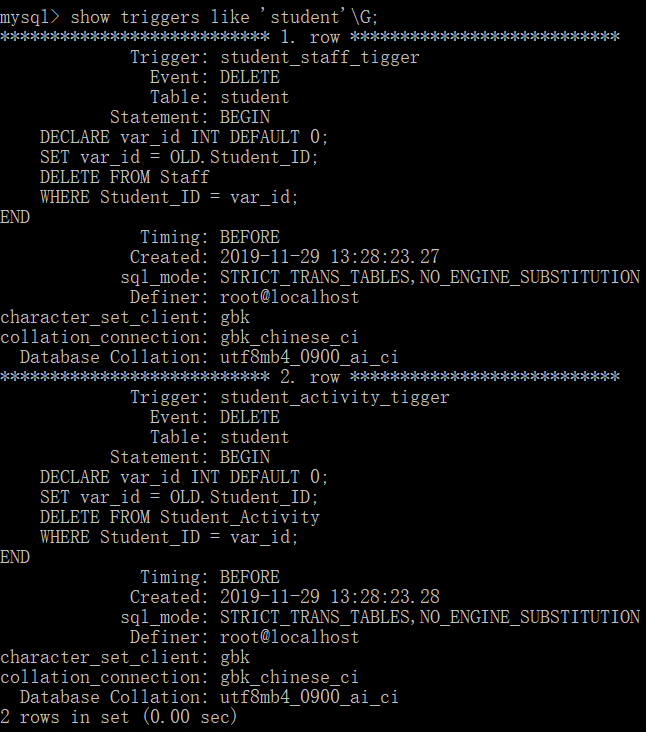 mysql> show triggers like 'student'\G;
*************************** 1. row ***************************
             Trigger: student_staff_tigger
               Event: DELETE
               Table: student
           Statement: BEGIN
    DECLARE var_id INT DEFAULT 0;
    SET var_id = OLD.Student_ID;
    DELETE FROM Staff
    WHERE Student_ID = var_id;
END
              Timing: BEFORE
             Created: 2019-11-29 13:28:23.27
            sql_mode: STRICT_TRANS_TABLES,NO_ENGINE_SUBSTITUTION
             Definer: root@localhost
character_set_client: gbk
collation_connection: gbk_chinese_ci
  Database Collation: utf8mb4_0900_ai_ci
*************************** 2. row ***************************
             Trigger: student_activity_tigger
               Event: DELETE
               Table: student
           Statement: BEGIN
    DECLARE var_id INT DEFAULT 0;
    SET var_id = OLD.Student_ID;
    DELETE FROM Student_Activity
    WHERE Student_ID = var_id;
END
              Timing: BEFORE
             Created: 2019-11-29 13:28:23.28
            sql_mode: STRICT_TRANS_TABLES,NO_ENGINE_SUBSTITUTION
             Definer: root@localhost
character_set_client: gbk
collation_connection: gbk_chinese_ci
  Database Collation: utf8mb4_0900_ai_ci
2 rows in set (0.00 sec)